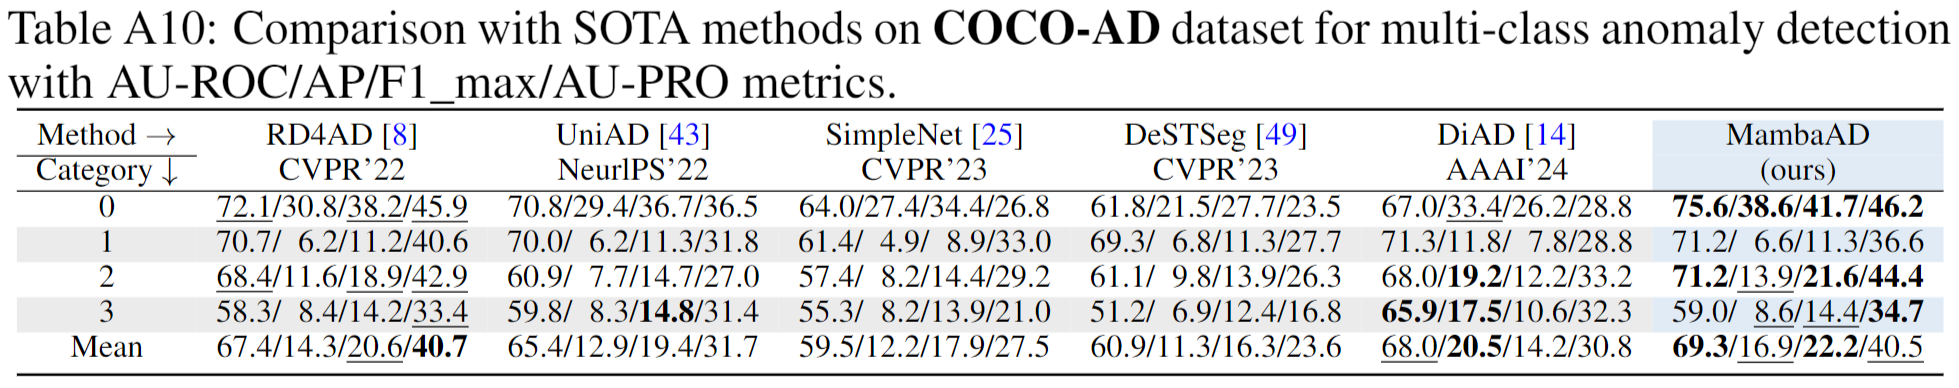 Table A10: Comparison with SOTA methods on COCO-AD dataset for multi-class anomaly detection
with AU-ROC/AP/F1_max/AU-PRO metrics.
Method → RD4AD [8] UniAD [43] SimpleNet [25] DeSTSeg [49] DiAD [14] MambaAD
Category ↓ CVPR'22 NeurlPS'22 CVPR'23 CVPR'23 AAAI'24 (ours)
0 72.1/30.8/38.2/45.9 70.8/29.4/36.7/36.5 64.0/27.4/34.4/26.8 61.8/21.5/27.7/23.5 67.0/33.4/26.2/28.8 75.6/38.6/41.7/46.2
1 70.7/ 6.2/11.2/40.6 70.0/ 6.2/11.3/31.8 61.4/ 4.9/ 8.9/33.0 69.3/ 6.8/11.3/27.7 71.3/11.8/ 7.8/28.8 71.2/ 6.6/11.3/36.6
2 68.4/11.6/18.9/42.9 60.9/ 7.7/14.7/27.0 57.4/ 8.2/14.4/29.2 61.1/ 9.8/13.9/26.3 68.0/19.2/12.2/33.2 71.2/13.9/21.6/44.4
3 58.3/ 8.4/14.2/33.4 59.8/ 8.3/14.8/31.4 55.3/ 8.2/13.9/21.0 51.2/ 6.9/12.4/16.8 65.9/17.5/10.6/32.3 59.0/ 8.6/14.4/34.7
Mean 67.4/14.3/20.6/40.7 65.4/12.9/19.4/31.7 59.5/12.2/17.9/27.5 60.9/11.3/16.3/23.6 68.0/20.5/14.2/30.8 69.3/16.9/22.2/40.5